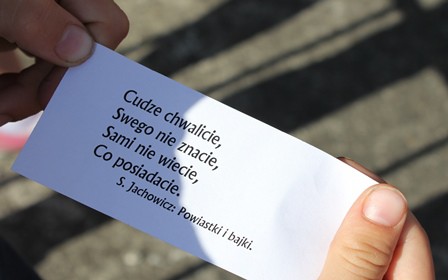 Cudze chwalicie,
Swego nie znacie,
Sami nie wiecie,
Co posiadacie.
S. Jachowicz: Powiastki i bajki.